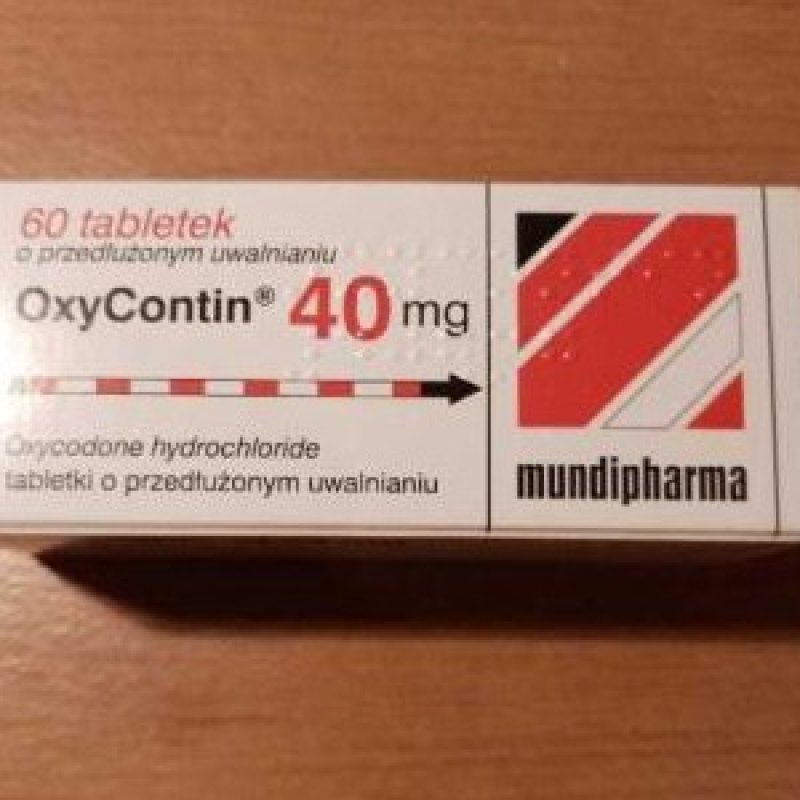 60 tabletek
o przedłużonym uwalnianiu
OxyContin® 40 mg
Oxycodone hydrochloride
tabletki o przedłużonym uwalnianiu
mundipharma